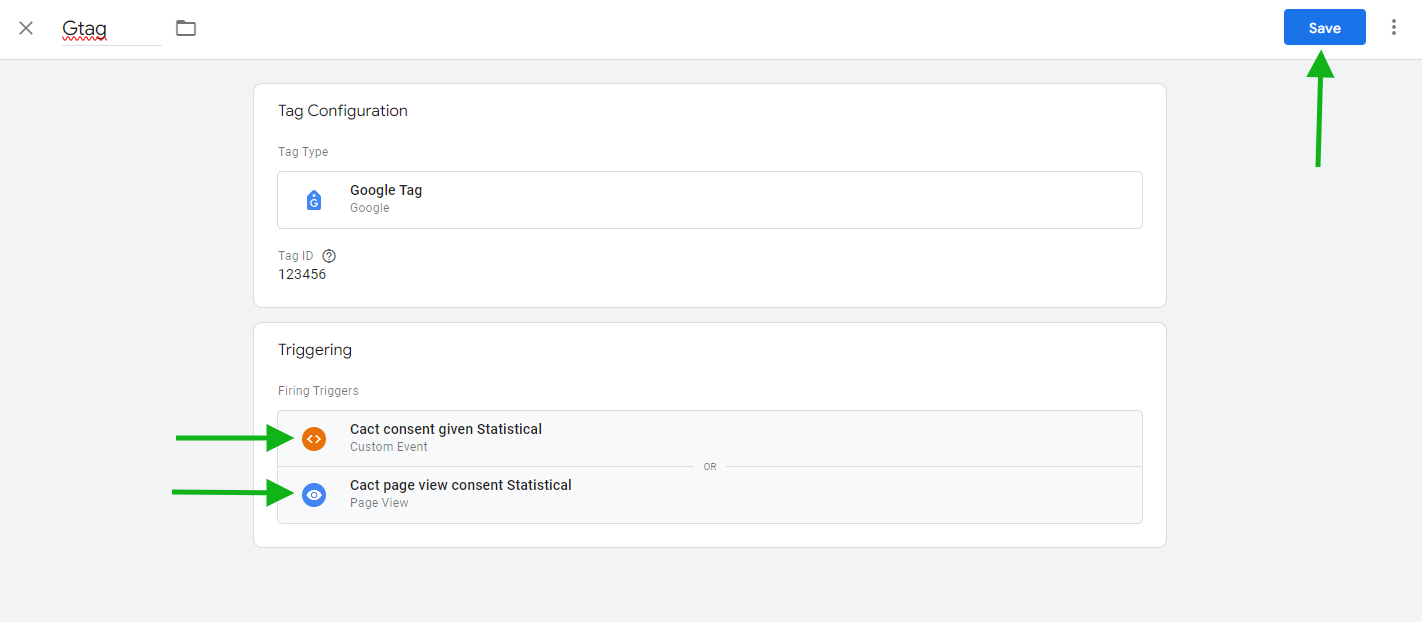 Gtag
Save
Tag Configuration
Tag Type
Google Tag
Google
Tag ID
123456
Triggering
Firing Triggers
Cact consent given Statistical
Custom Event
OR
Cact page view consent Statistical
Page View